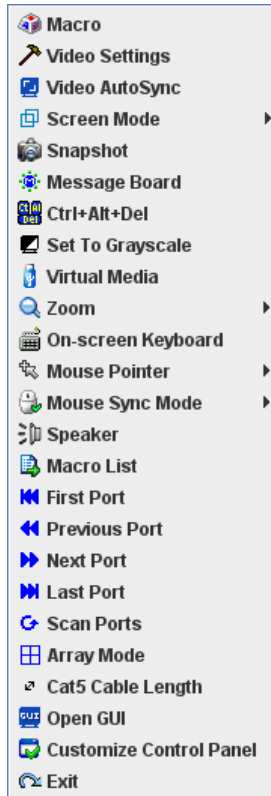 Macro
Video Settings
Video AutoSync
Screen Mode
Snapshot
Message Board
Ctrl+Alt+Del
Set To Grayscale
Virtual Media
Zoom
On-screen Keyboard
Mouse Pointer
Mouse Sync Mode
Speaker
Macro List
First Port
Previous Port
Next Port
Last Port
Scan Ports
Array Mode
Cat5 Cable Length
GUI Open GUI
Customize Control Panel
Exit